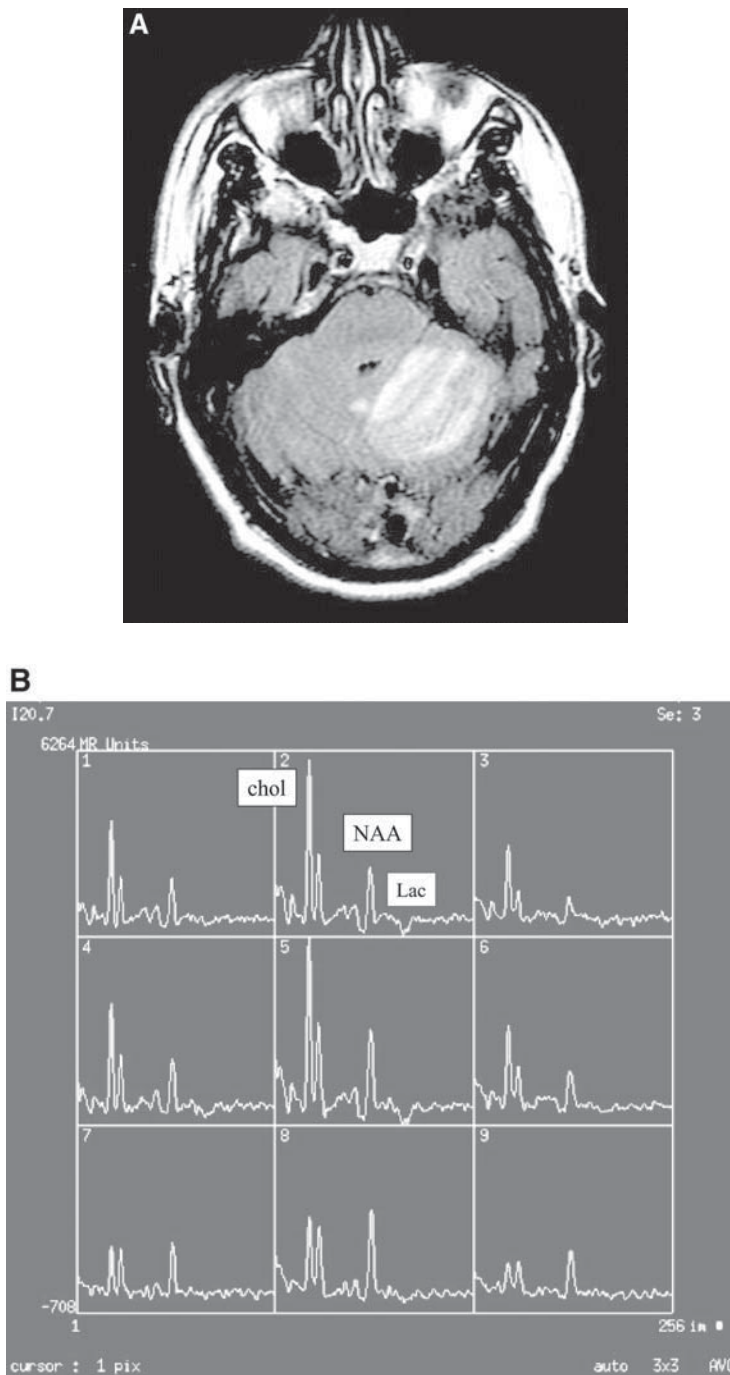 A
B
I20.7 Se: 3
6264 MR Units
1 2 3
chol
NAA
Lac
4 5 6
7 8 9
-708
1 256 im
cursor : 1 pix auto 3x3 AV